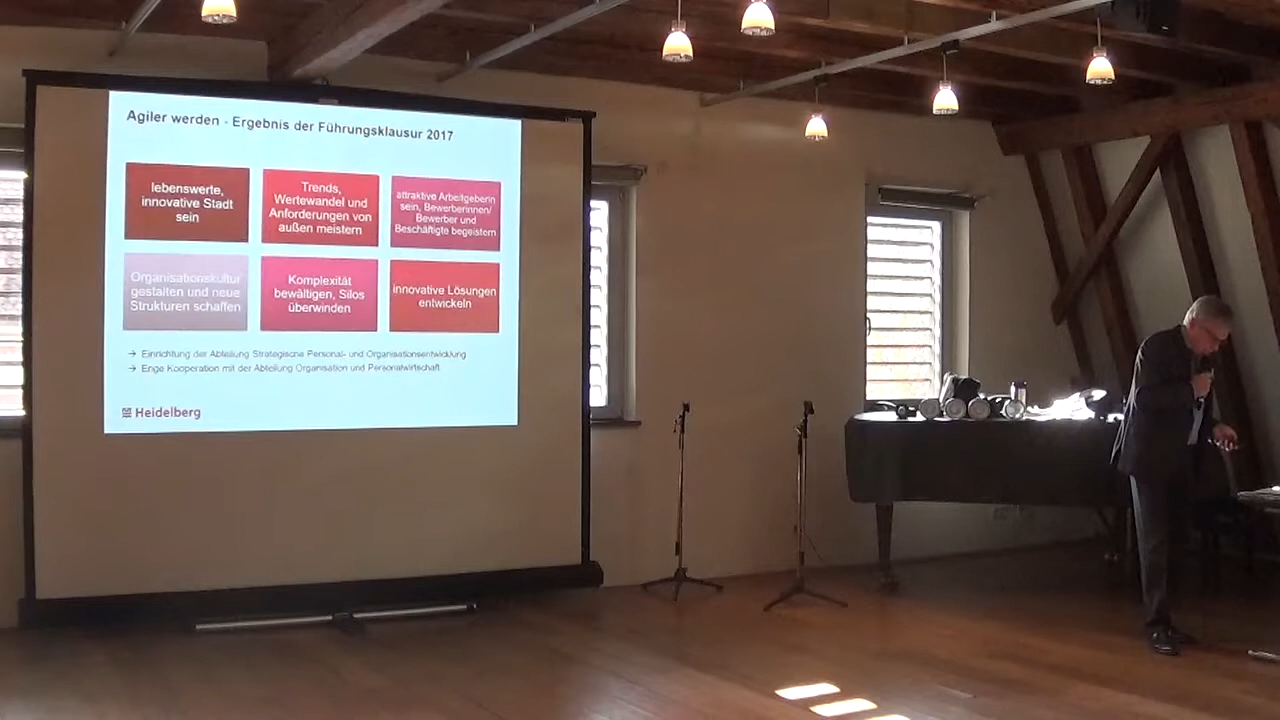 Agiler werden - Ergebnis der Führungsklausur 2017
lebenswerte,
innovative Stadt
sein
Trends,
Wertewandel und
Anforderungen von
außen meistern
attraktive Arbeitgeberin
sein, Bewerberinnen/
Bewerber und
Beschäftigte begeistern
Organisationskultur
gestalten und neue
Strukturen schaffen
Komplexität
bewältigen, Silos
überwinden
innovative Lösungen
entwickeln
→ Einrichtung der Abteilung Strategische Personal- und Organisationsentwicklung
→ Enge Kooperation mit der Abteilung Organisation und Personalwirtschaft
Heidelberg